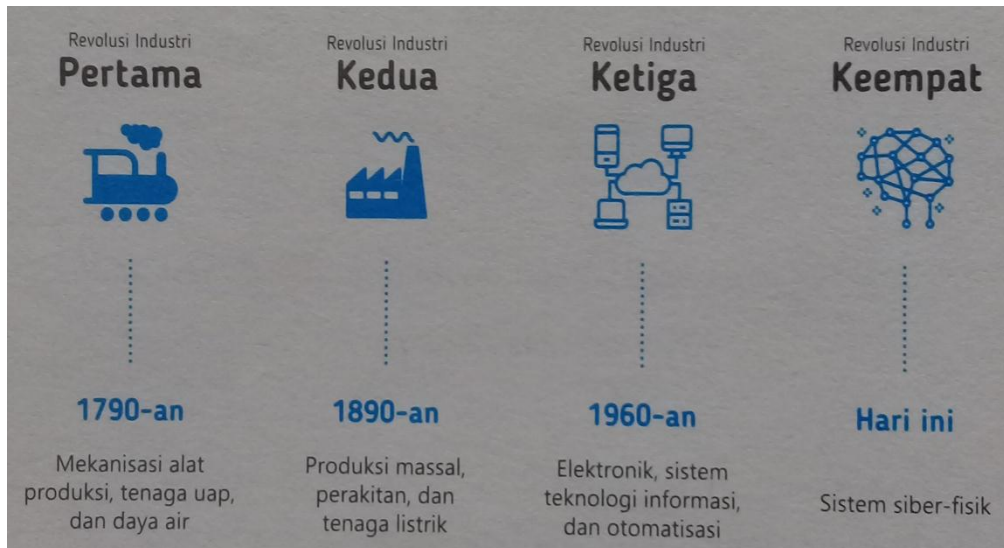 Revolusi Industri
Pertama
1790-an
Mekanisasi alat
produksi, tenaga uap,
dan daya air
Revolusi Industri
Kedua
1890-an
Produksi massal,
perakitan, dan
tenaga listrik
Revolusi Industri
Ketiga
1960-an
Elektronik, sistem
teknologi informasi,
dan otomatisasi
Revolusi Industri
Keempat
Hari ini
Sistem siber-fisik